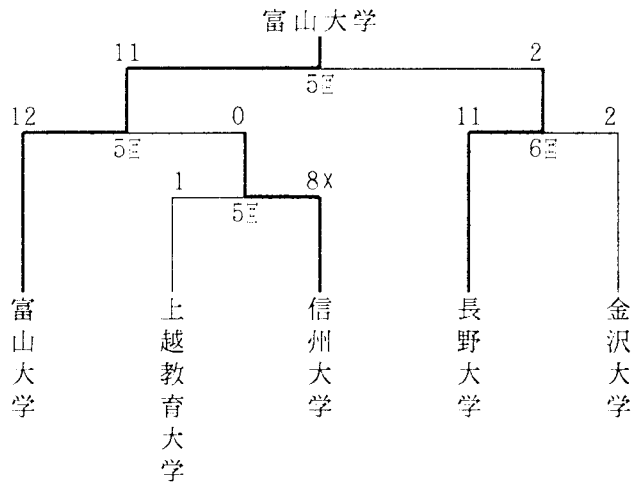 富山大学
11 2
5回
12 0 11 2
5回 6回
1 8X
5回
富山大学
上越教育大学
信州大学
長野大学
金沢大学